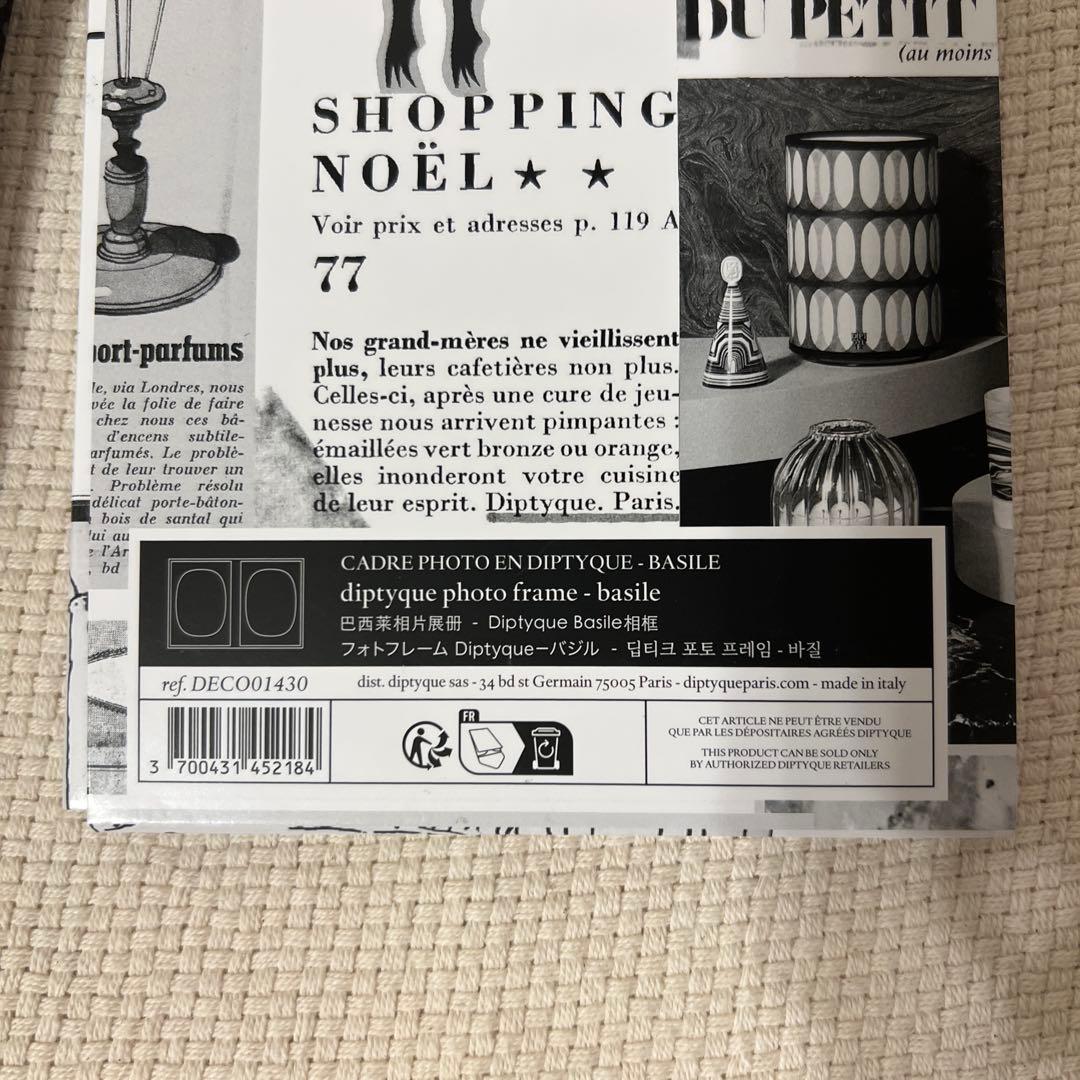 DU PETIT
(au moins
SHOPPING
NOËL ★ ★
Voir prix et adresses p. 119 A
77
Nos grand-mères ne vieillissent
plus, leurs cafetières non plus.
Celles-ci, après une cure de jeu-
nesse nous arrivent pimpantes :
émaillées vert bronze ou orange,
elles inonderont votre cuisine
de leur esprit. Diptyque. Paris.
port-parfums
le, via Londres, nous
véc la folie de faire
chez nous ces bâ-
d'encens subtile-
arfumés. Le problè-
t de leur trouver un
. Problème résolu
délicat porte-bâton-
bois de santal qui
lui au
e l'Ar
, bd
CADRE PHOTO EN DIPTYQUE - BASILE
diptyque photo frame - basile
巴西莱相片展册 - Diptyque Basile相框
フォトフレーム Diptyqueーバジル - 딥티크 포토 프레임 - 바질
ref. DECO01430
dist. diptyque sas - 34 bd st Germain 75005 Paris - diptyqueparis.com - made in italy
3 700431 452184
FR
CET ARTICLE NE PEUT ÊTRE VENDU
QUE PAR LES DÉPOSITAIRES AGRÉÉS DIPTYQUE
THIS PRODUCT CAN BE SOLD ONLY
BY AUTHORIZED DIPTYQUE RETAILERS